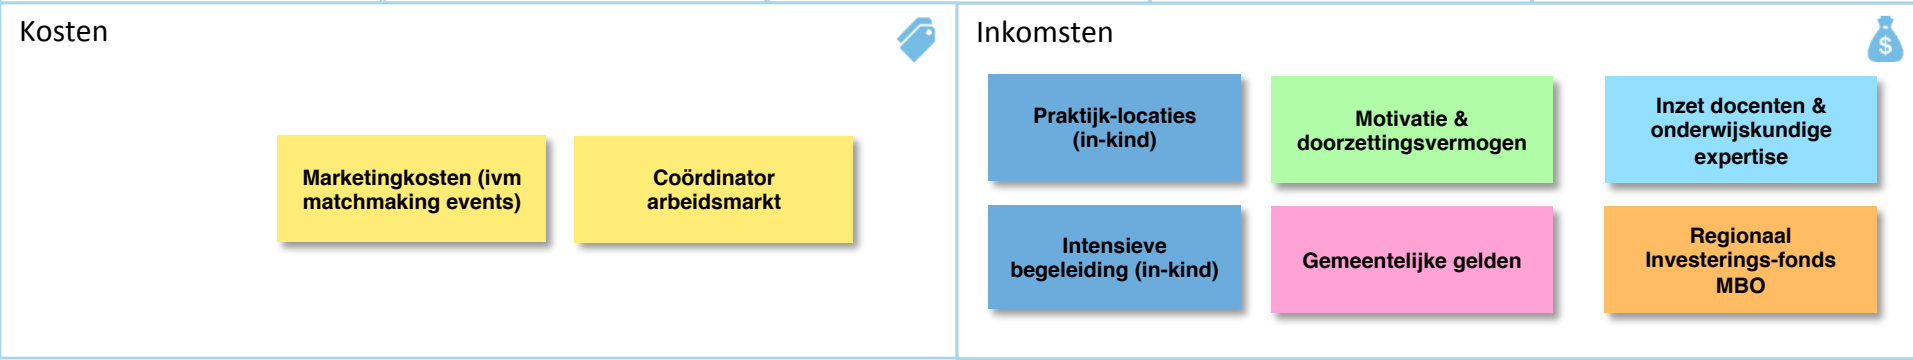 Kosten
Marketingkosten (ivm
matchmaking events)
Coördinator
arbeidsmarkt
Inkomsten
$
Praktijk-locaties
(in-kind)
Motivatie &
doorzettingsvermogen
Inzet docenten &
onderwijskundige
expertise
Intensieve
begeleiding (in-kind)
Gemeentelijke gelden
Regionaal
Investerings-fonds
MBO